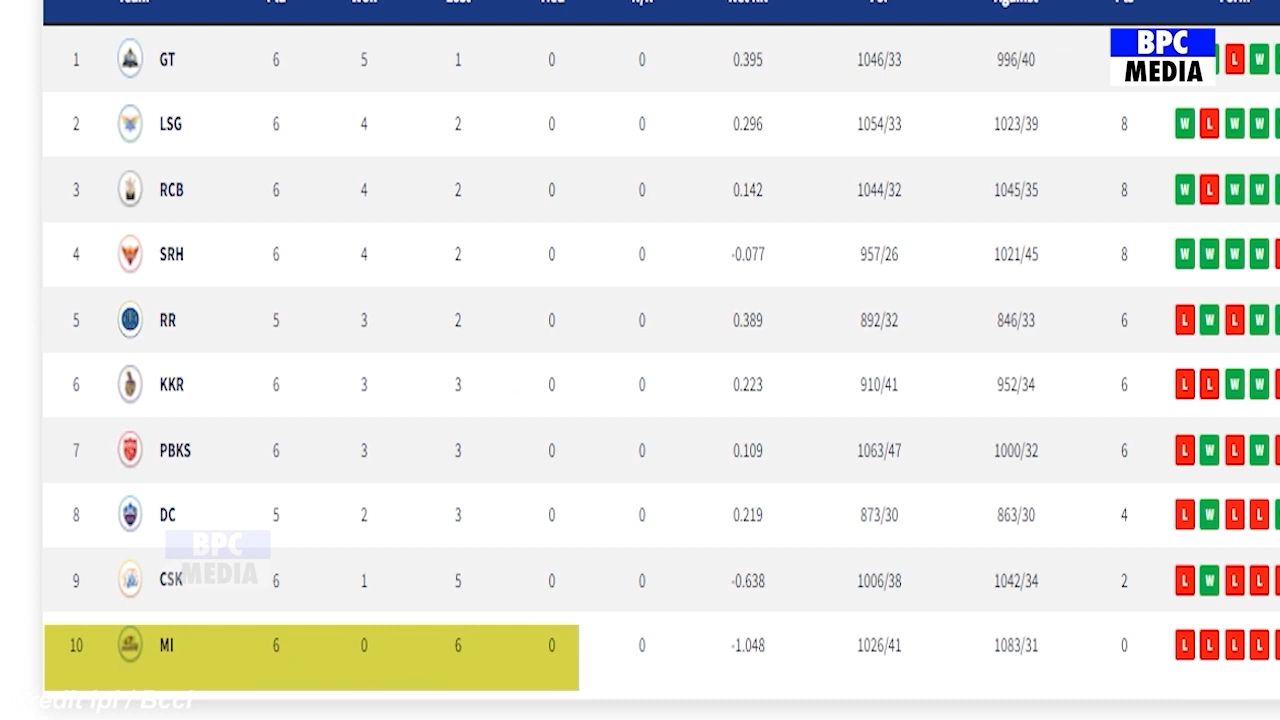 1 GT 6 5 1 0 0 0.395 1046/33 996/40 L W
BPC
MEDIA
2 LSG 6 4 2 0 0 0.296 1054/33 1023/39 8 W L W W
3 RCB 6 4 2 0 0 0.142 1044/32 1045/35 8 W L W W
4 SRH 6 4 2 0 0 -0.077 957/26 1021/45 8 W W W W
5 RR 5 3 2 0 0 0.389 892/32 846/33 6 L W L W
6 KKR 6 3 3 0 0 0.223 910/41 952/34 6 L L W W
7 PBKS 6 3 3 0 0 0.109 1063/47 1000/32 6 L W L W
8 DC 5 2 3 0 0 0.219 873/30 863/30 4 L W L L
BPC
MEDIA
9 CSK 6 1 5 0 0 -0.638 1006/38 1042/34 2 L W L L
10 MI 6 0 6 0 0 -1.048 1026/41 1083/31 0 L L L L
edit ipl / Bcci